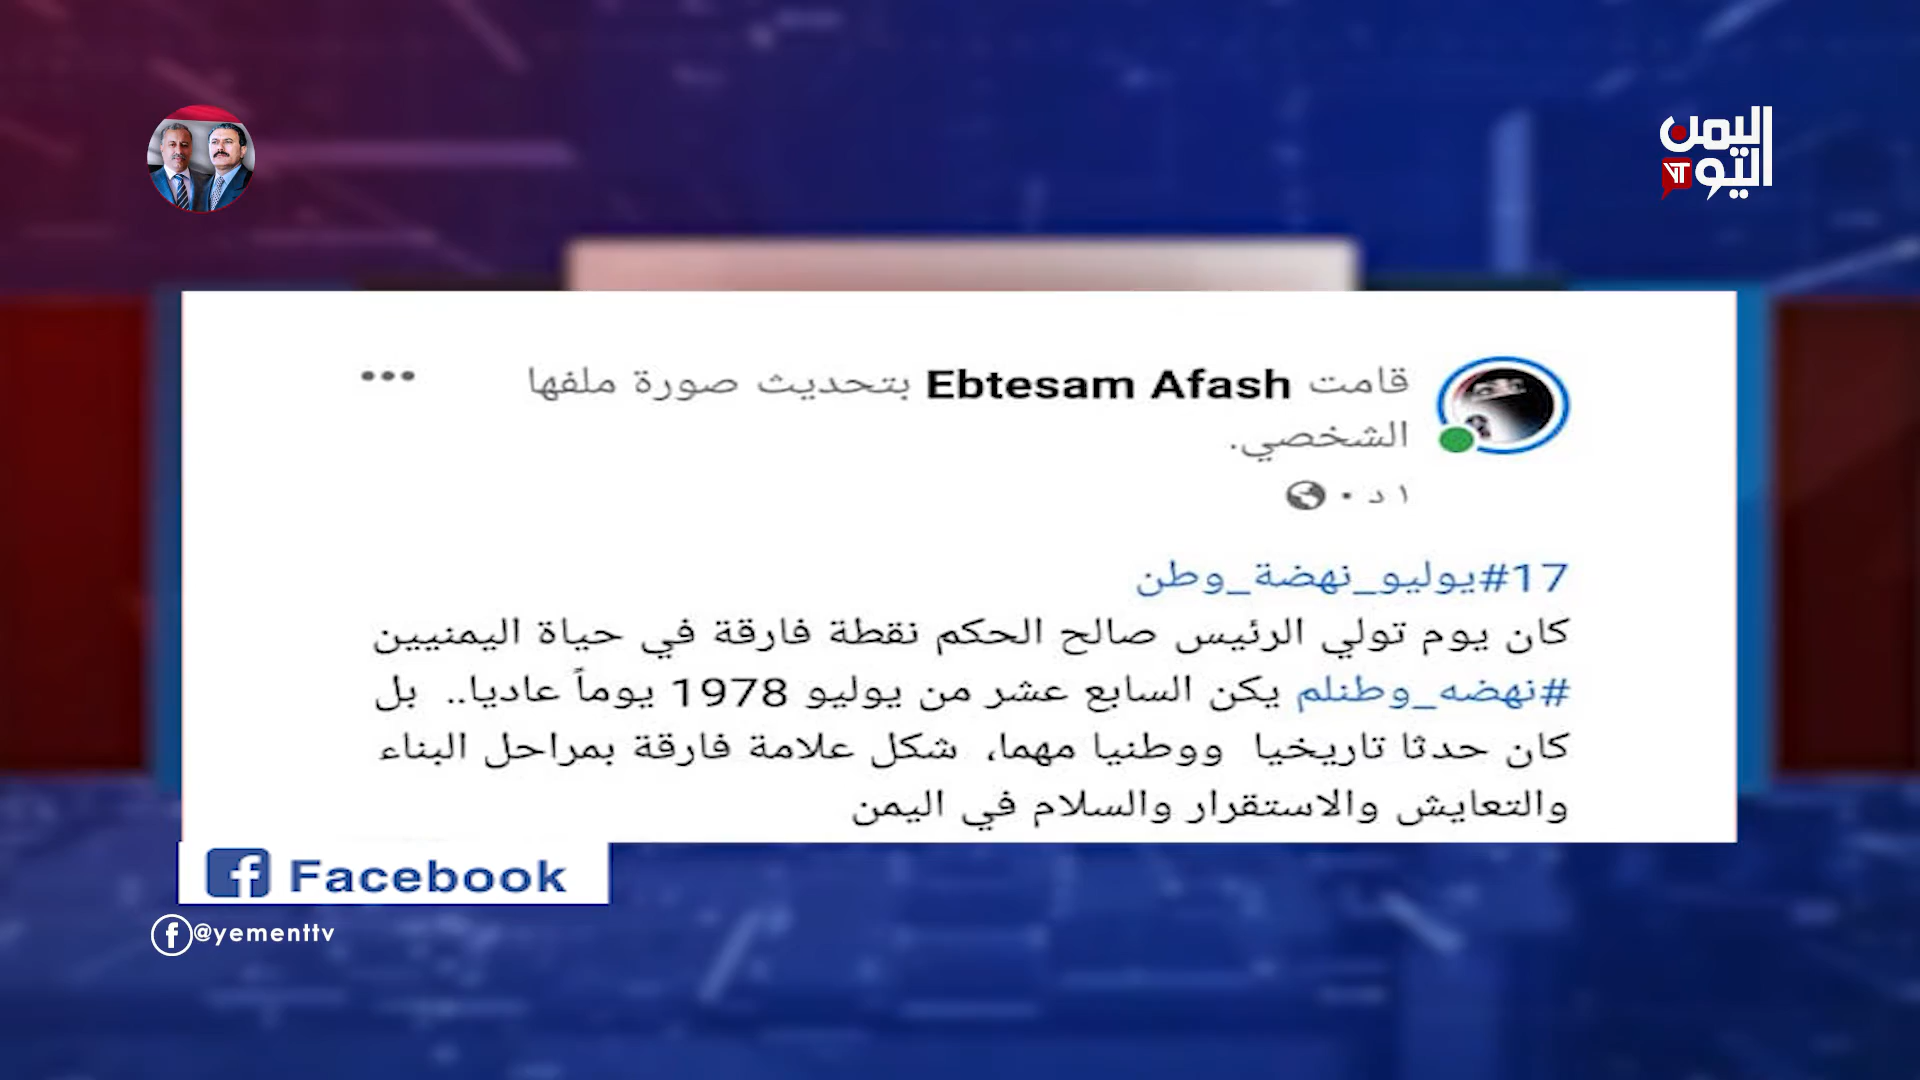 اليمن
اليوم
YT
قامت Ebtesam Afash بتحديث صورة ملفها
الشخصي.
١ د ·
#17يوليو_نهضة_وطن
كان يوم تولي الرئيس صالح الحكم نقطة فارقة في حياة اليمنيين
#نهضه_وطنلم يكن السابع عشر من يوليو 1978 يوماً عاديا.. بل
كان حدثا تاريخيا ووطنيا مهما، شكل علامة فارقة بمراحل البناء
والتعايش والاستقرار والسلام في اليمن
Facebook
@yementtv